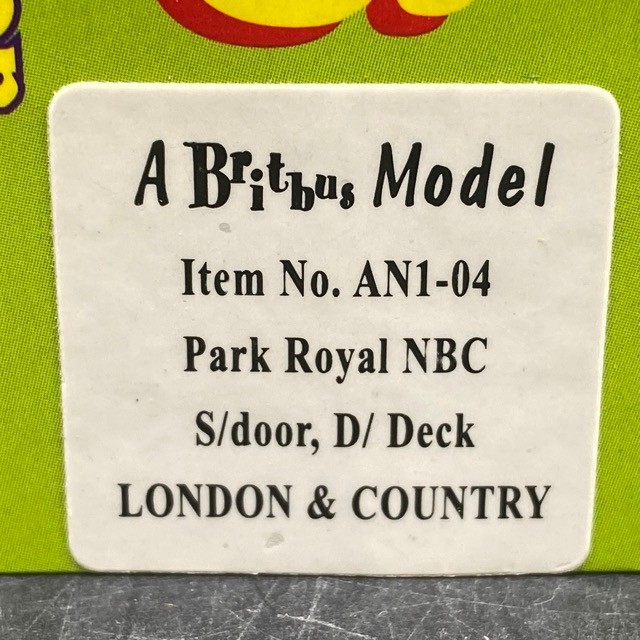 A Britbus Model
Item No. AN1-04
Park Royal NBC
S/door, D/ Deck
LONDON & COUNTRY